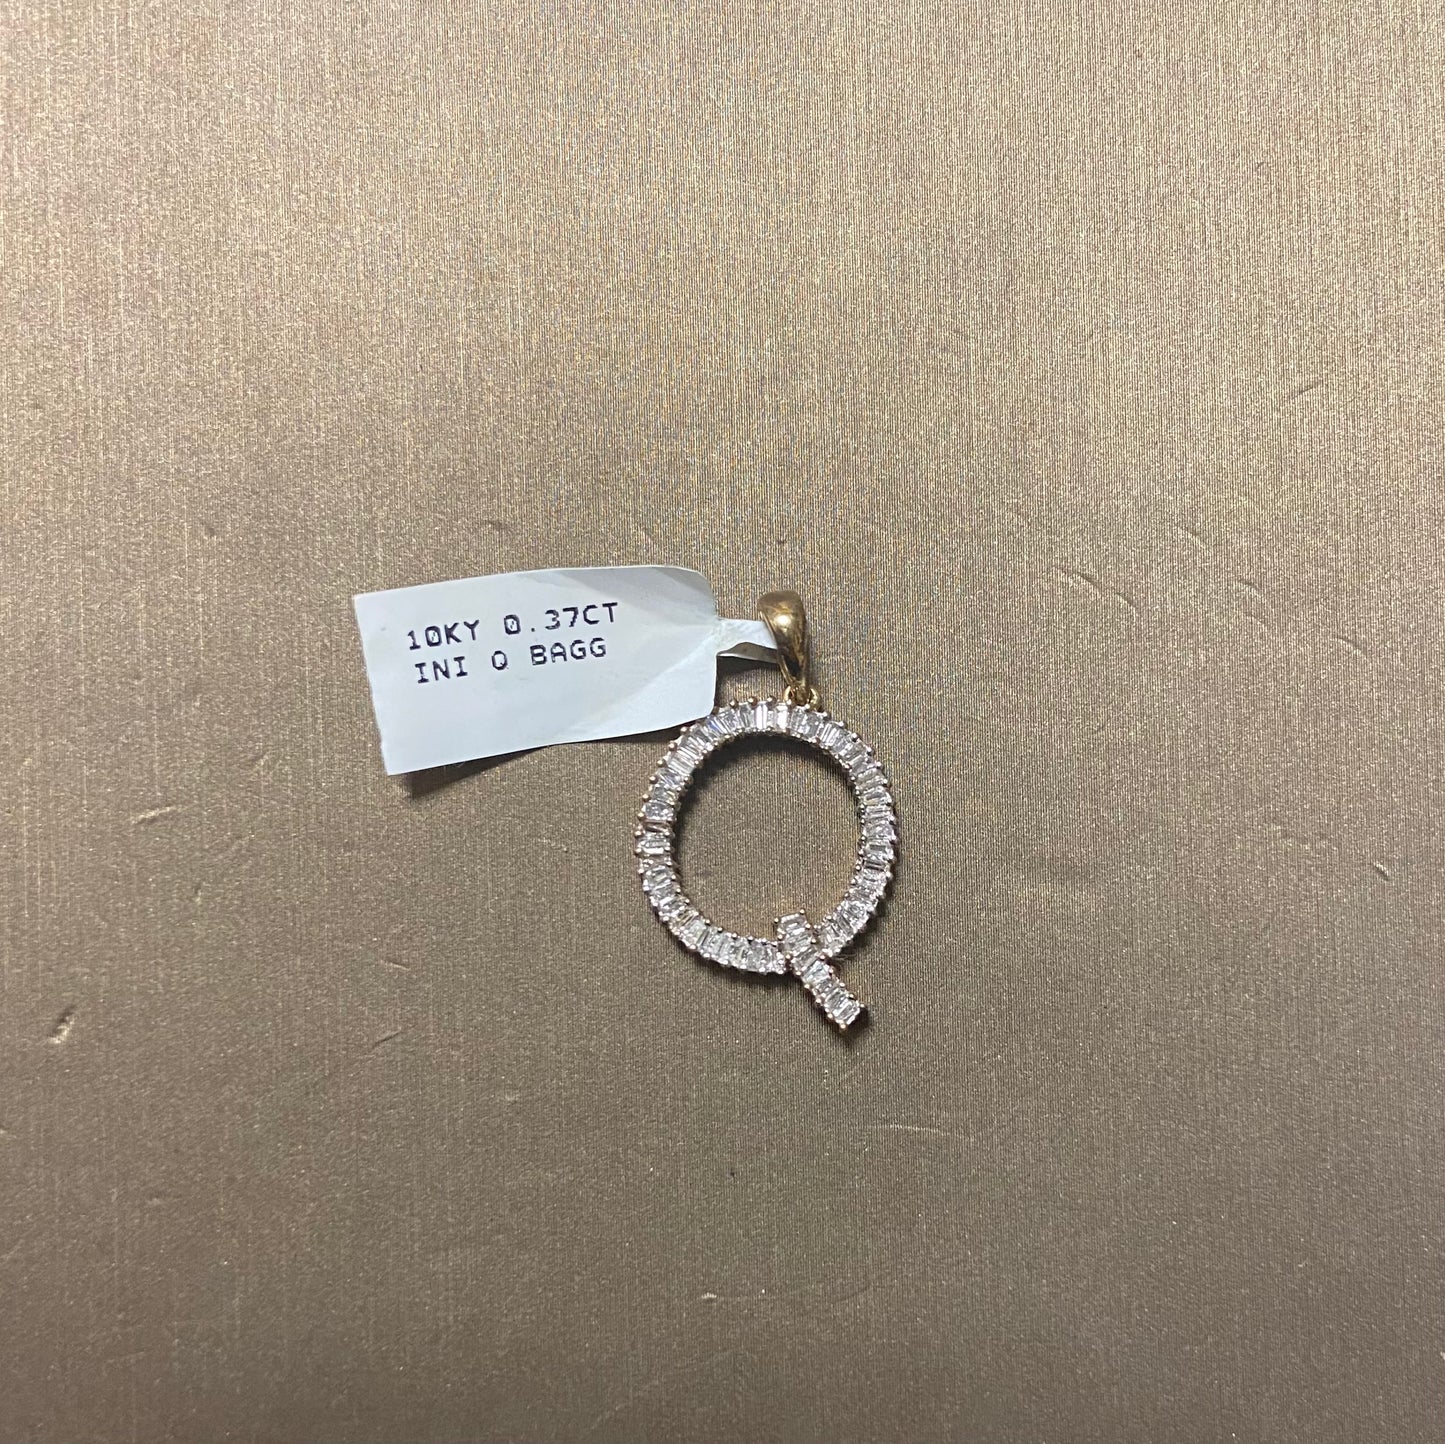 10KY 0.37CT
INI Q BAGG